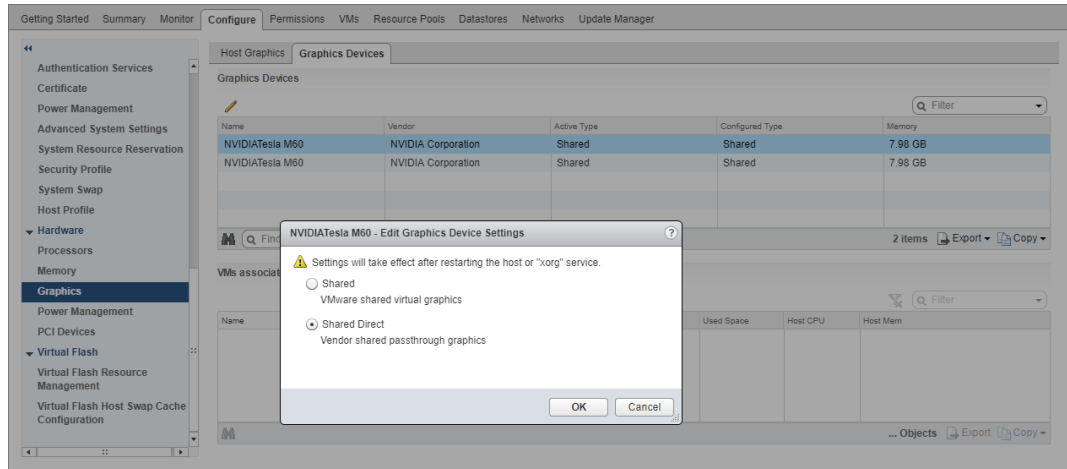 Getting Started Summary Monitor Configure Permissions VMs Resource Pools Datastores Networks Update Manager
Authentication Services
Certificate
Power Management
Advanced System Settings
System Resource Reservation
Security Profile
System Swap
Host Profile
Hardware
Processors
Memory
Graphics
Power Management
PCI Devices
Virtual Flash
Virtual Flash Resource
Management
Virtual Flash Host Swap Cache
Configuration
Host Graphics Graphics Devices
Graphics Devices
Filter
Name Vendor Active Type Configured Type Memory
NVIDIATesla M60 NVIDIA Corporation Shared Shared 7.98 GB
NVIDIATesla M60 NVIDIA Corporation Shared Shared 7.98 GB
Find
2 items Export Copy
VMs associat
Filter
Name Used Space Host CPU Host Mem
... Objects Export Copy
NVIDIATesla M60 - Edit Graphics Device Settings ?
Settings will take effect after restarting the host or "xorg" service.
Shared
VMware shared virtual graphics
Shared Direct
Vendor shared passthrough graphics
OK Cancel